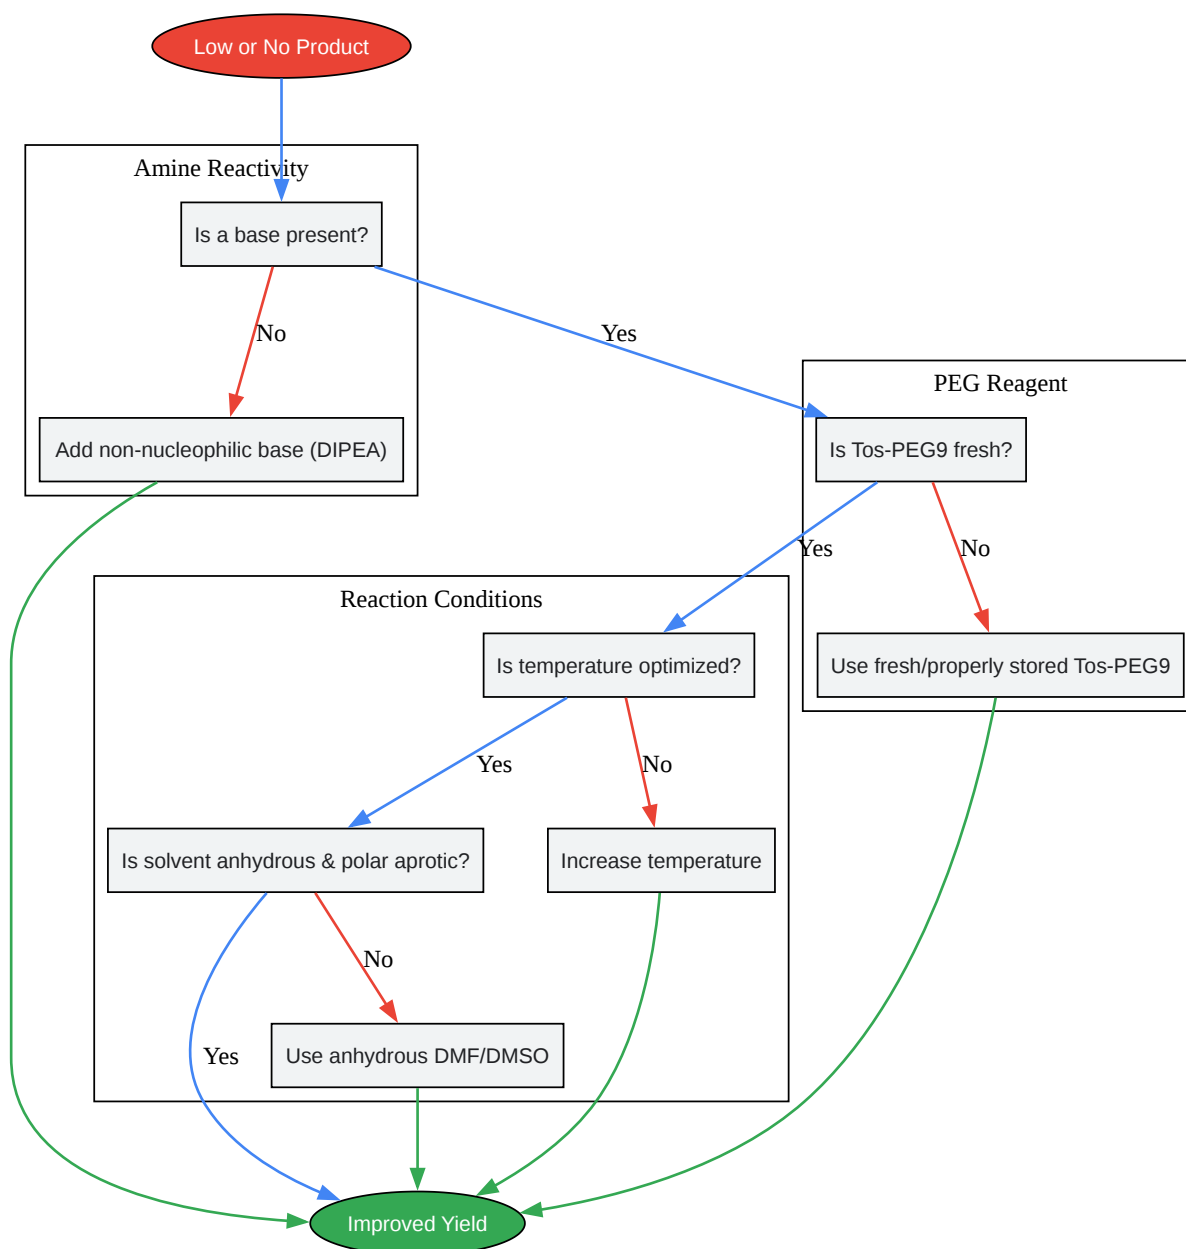 Low or No Product
Amine Reactivity
Is a base present?
No
Yes
PEG Reagent
Add non-nucleophilic base (DIPEA)
Is Tos-PEG9 fresh?
Yes
No
Reaction Conditions
Is temperature optimized?
Use fresh/properly stored Tos-PEG9
Yes
No
Is solvent anhydrous & polar aprotic?
Increase temperature
No
Yes
Use anhydrous DMF/DMSO
Improved Yield